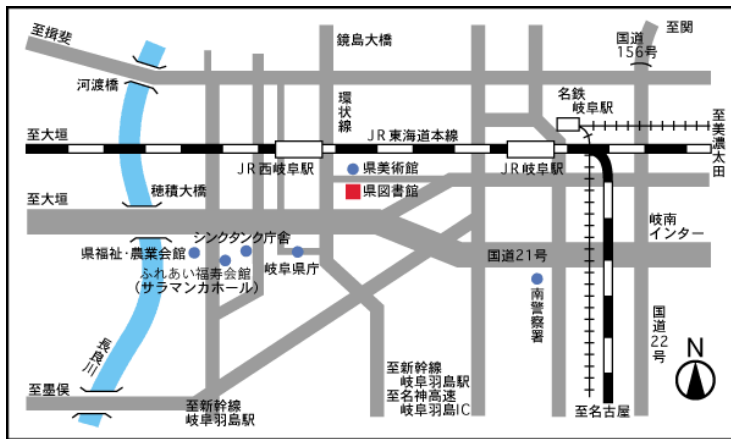 至揖斐
鏡島大橋
国道
156号
至関
河渡橋
環状線
名鉄
岐阜駅
至大垣
JR東海道本線
至美濃太田
JR西岐阜駅
県美術館
JR岐阜駅
穂積大橋
県図書館
至大垣
岐南
インター
シンクタンク庁舎
県福祉・農業会館
岐阜県庁
国道21号
ふれあい福寿会館
(サラマンカホール)
南警察署
国道22号
長良川
N
至新幹線
岐阜羽島駅
至名神高速
岐阜羽島IC
至墨俣
至新幹線
岐阜羽島駅
至名古屋